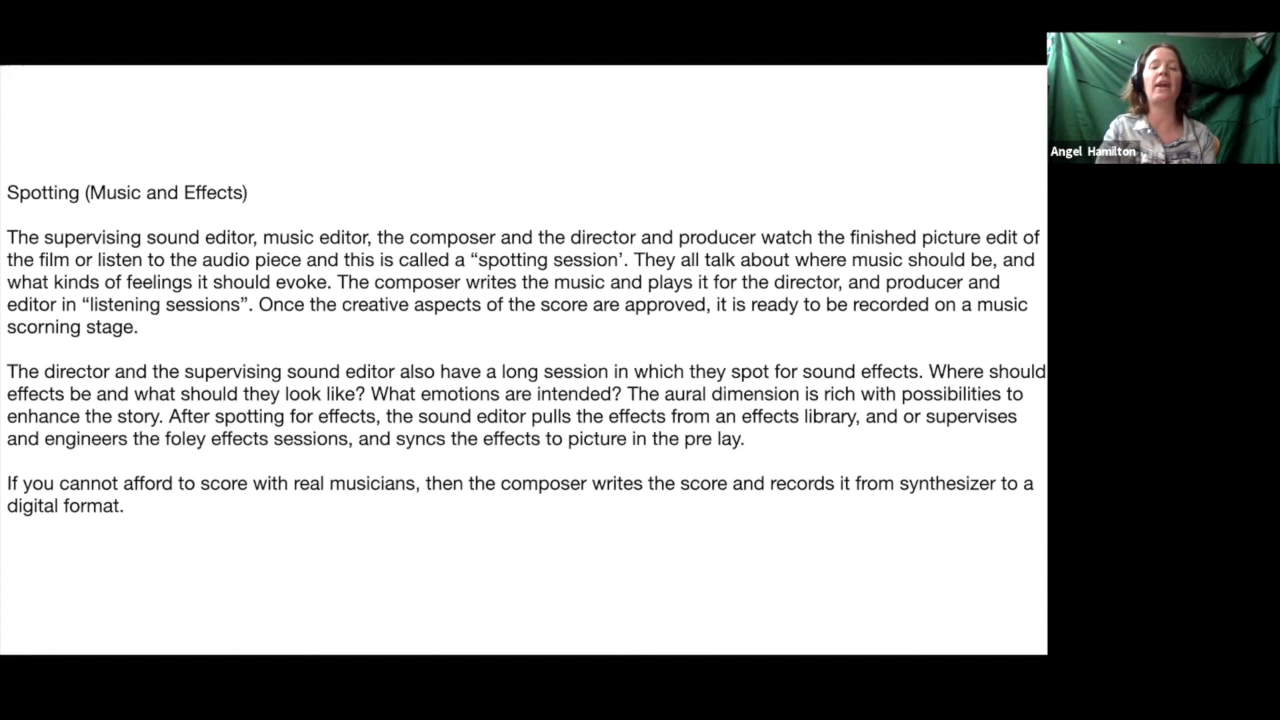 Spotting (Music and Effects)
The supervising sound editor, music editor, the composer and the director and producer watch the finished picture edit of
the film or listen to the audio piece and this is called a “spotting session’. They all talk about where music should be, and
what kinds of feelings it should evoke. The composer writes the music and plays it for the director, and producer and
editor in “listening sessions”. Once the creative aspects of the score are approved, it is ready to be recorded on a music
scorning stage.
The director and the supervising sound editor also have a long session in which they spot for sound effects. Where should
effects be and what should they look like? What emotions are intended? The aural dimension is rich with possibilities to
enhance the story. After spotting for effects, the sound editor pulls the effects from an effects library, and or supervises
and engineers the foley effects sessions, and syncs the effects to picture in the pre lay.
If you cannot afford to score with real musicians, then the composer writes the score and records it from synthesizer to a
digital format.
Angel Hamilton